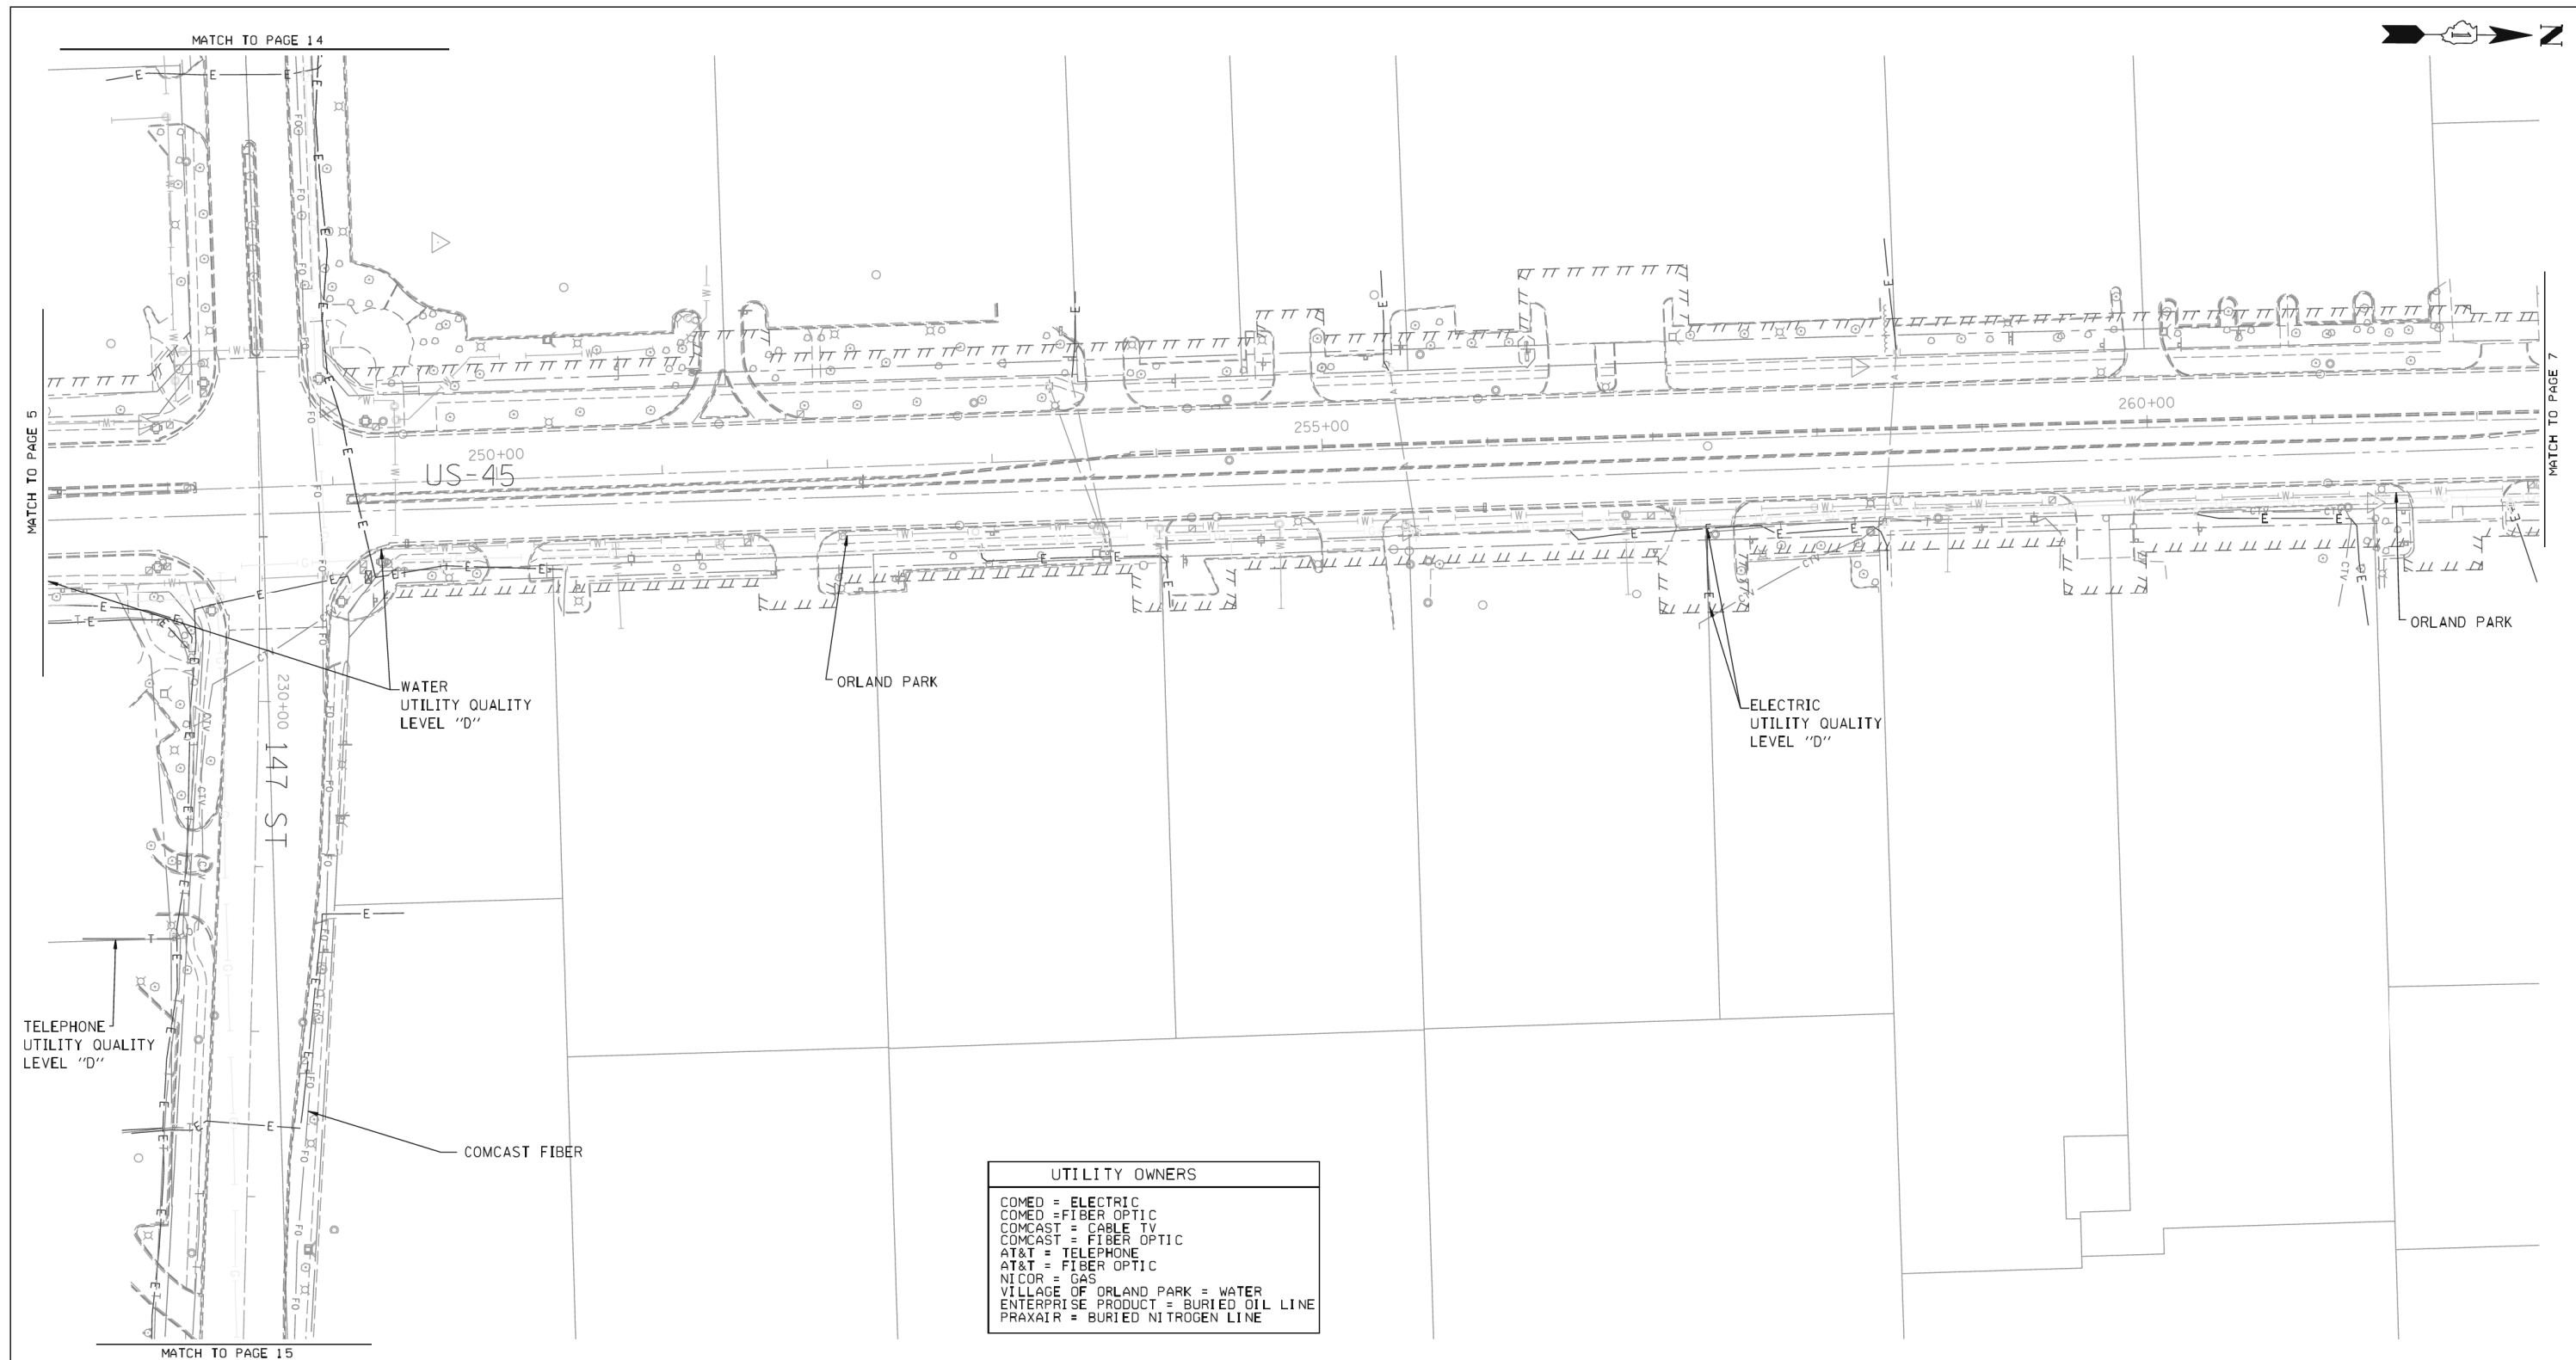 MATCH TO PAGE 14
N
MATCH TO PAGE 5
MATCH TO PAGE 7
250+00
US-45
255+00
260+00
WATER
UTILITY QUALITY
LEVEL "D"
ORLAND PARK
ELECTRIC
UTILITY QUALITY
LEVEL "D"
ORLAND PARK
230+00
147 ST
TELEPHONE
UTILITY QUALITY
LEVEL "D"
COMCAST FIBER
UTILITY OWNERS
COMED = ELECTRIC
COMED =FIBER OPTIC
COMCAST = CABLE TV
COMCAST = FIBER OPTIC
AT&T = TELEPHONE
AT&T = FIBER OPTIC
NICOR = GAS
VILLAGE OF ORLAND PARK = WATER
ENTERPRISE PRODUCT = BURIED OIL LINE
PRAXAIR = BURIED NITROGEN LINE
MATCH TO PAGE 15